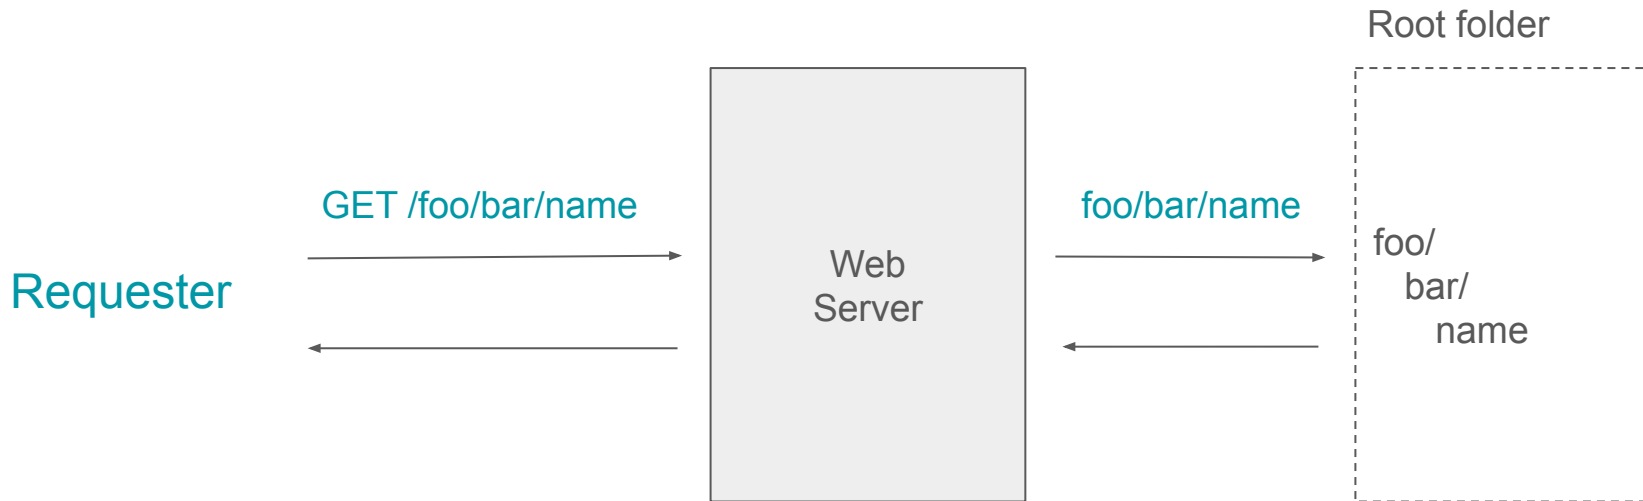 Root folder
GET /foo/bar/name
foo/bar/name
Requester
Web
Server
foo/
bar/
name